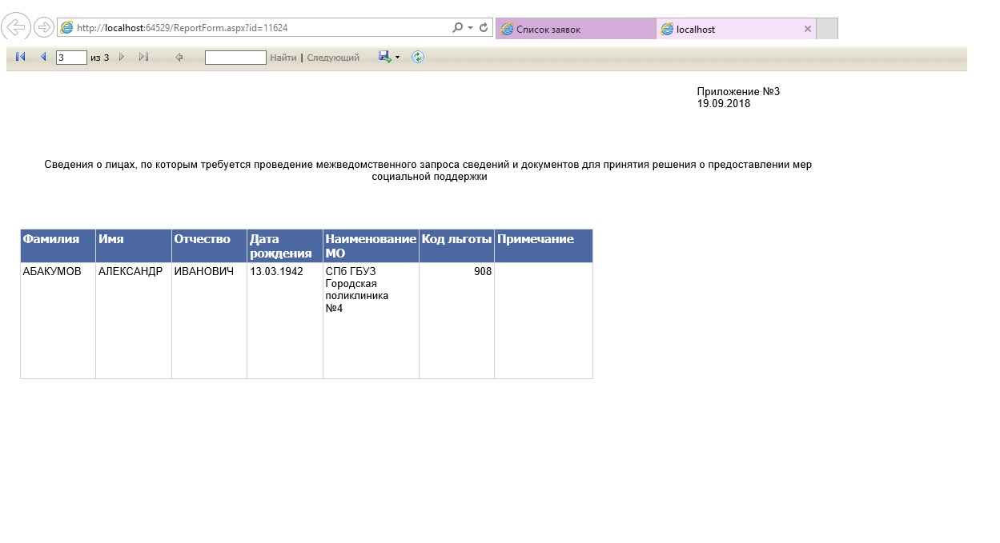 http://localhost:64529/ReportForm.aspx?id=11624
Список заявок
localhost
3 из 3
Найти | Следующий
Приложение №3
19.09.2018
Сведения о лицах, по которым требуется проведение межведомственного запроса сведений и документов для принятия решения о предоставлении мер
социальной поддержки
Фамилия Имя Отчество Дата рождения Наименование МО Код льготы Примечание
АБАКУМОВ АЛЕКСАНДР ИВАНОВИЧ 13.03.1942 СПб ГБУЗ 908
Городская
поликлиника
№4